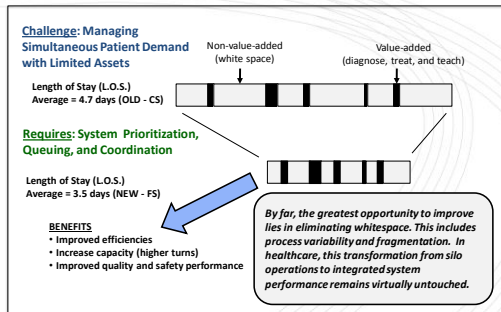 Challenge: Managing
Simultaneous Patient Demand
with Limited Assets
Non-value-added
(white space)
Value-added
(diagnose, treat, and teach)
Length of Stay (L.O.S.)
Average = 4.7 days (OLD - CS)
Requires: System Prioritization,
Queuing, and Coordination
Length of Stay (L.O.S.)
Average = 3.5 days (NEW - FS)
BENEFITS
• Improved efficiencies
• Increase capacity (higher turns)
• Improved quality and safety performance
By far, the greatest opportunity to improve
lies in eliminating whitespace. This includes
process variability and fragmentation. In
healthcare, this transformation from silo
operations to integrated system
performance remains virtually untouched.